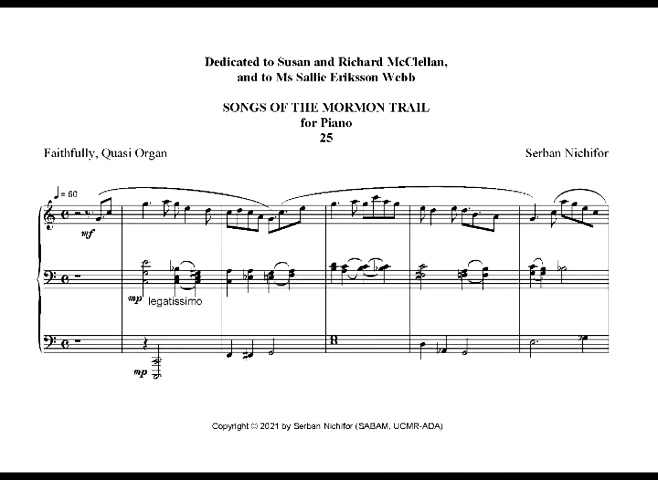 Dedicated to Susan and Richard McClellan,
and to Ms Sallie Eriksson Webb
SONGS OF THE MORMON TRAIL
for Piano
25
Faithfully, Quasi Organ
Serban Nichifor
♩ = 60
mf
mp legatissimo
mp
Copyright © 2021 by Serban Nichifor (SABAM, UCMR-ADA)